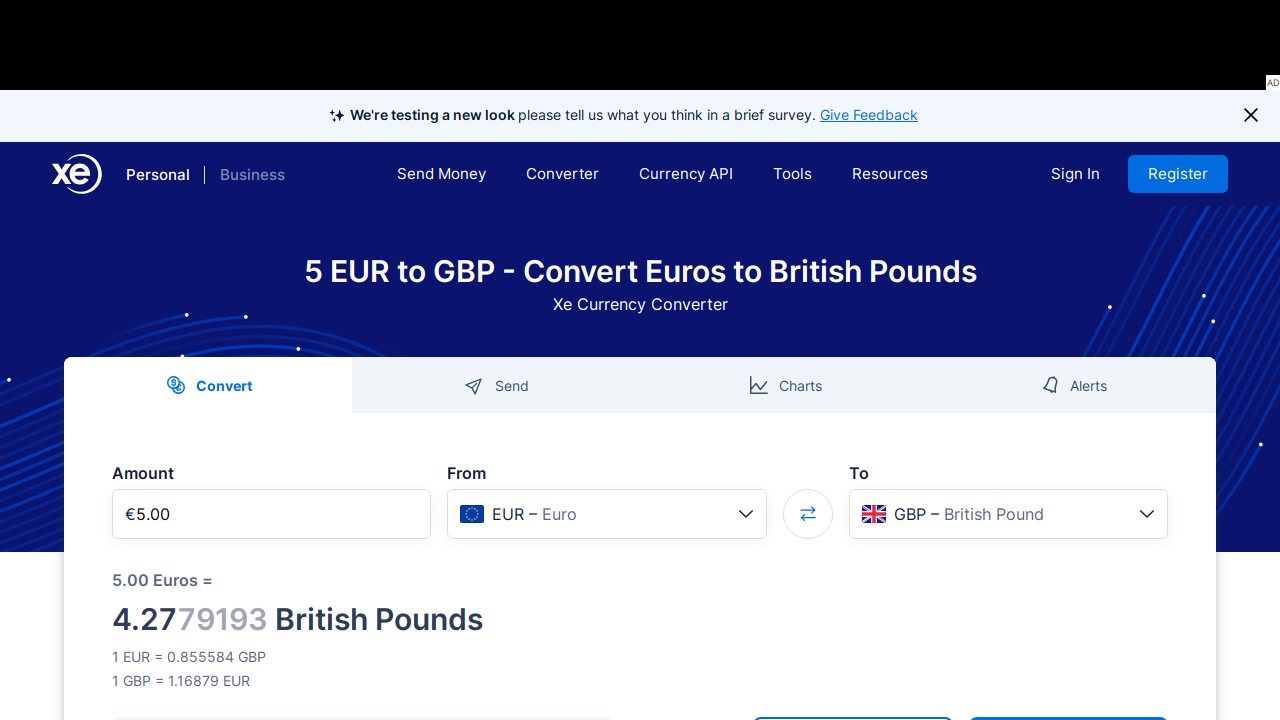 AD
We're testing a new look please tell us what you think in a brief survey. Give Feedback
xe Personal Business Send Money Converter Currency API Tools Resources Sign In Register
5 EUR to GBP - Convert Euros to British Pounds
Xe Currency Converter
Convert Send Charts Alerts
Amount From To
€5.00 EUR – Euro GBP – British Pound
5.00 Euros =
4.2779193 British Pounds
1 EUR = 0.855584 GBP
1 GBP = 1.16879 EUR